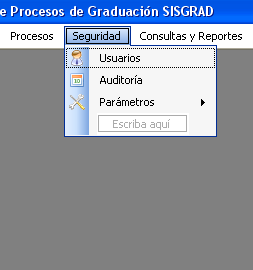 e Procesos de Graduación SISGRAD
Procesos Seguridad Consultas y Reportes
Usuarios
Auditoría
Parámetros
Escriba aquí